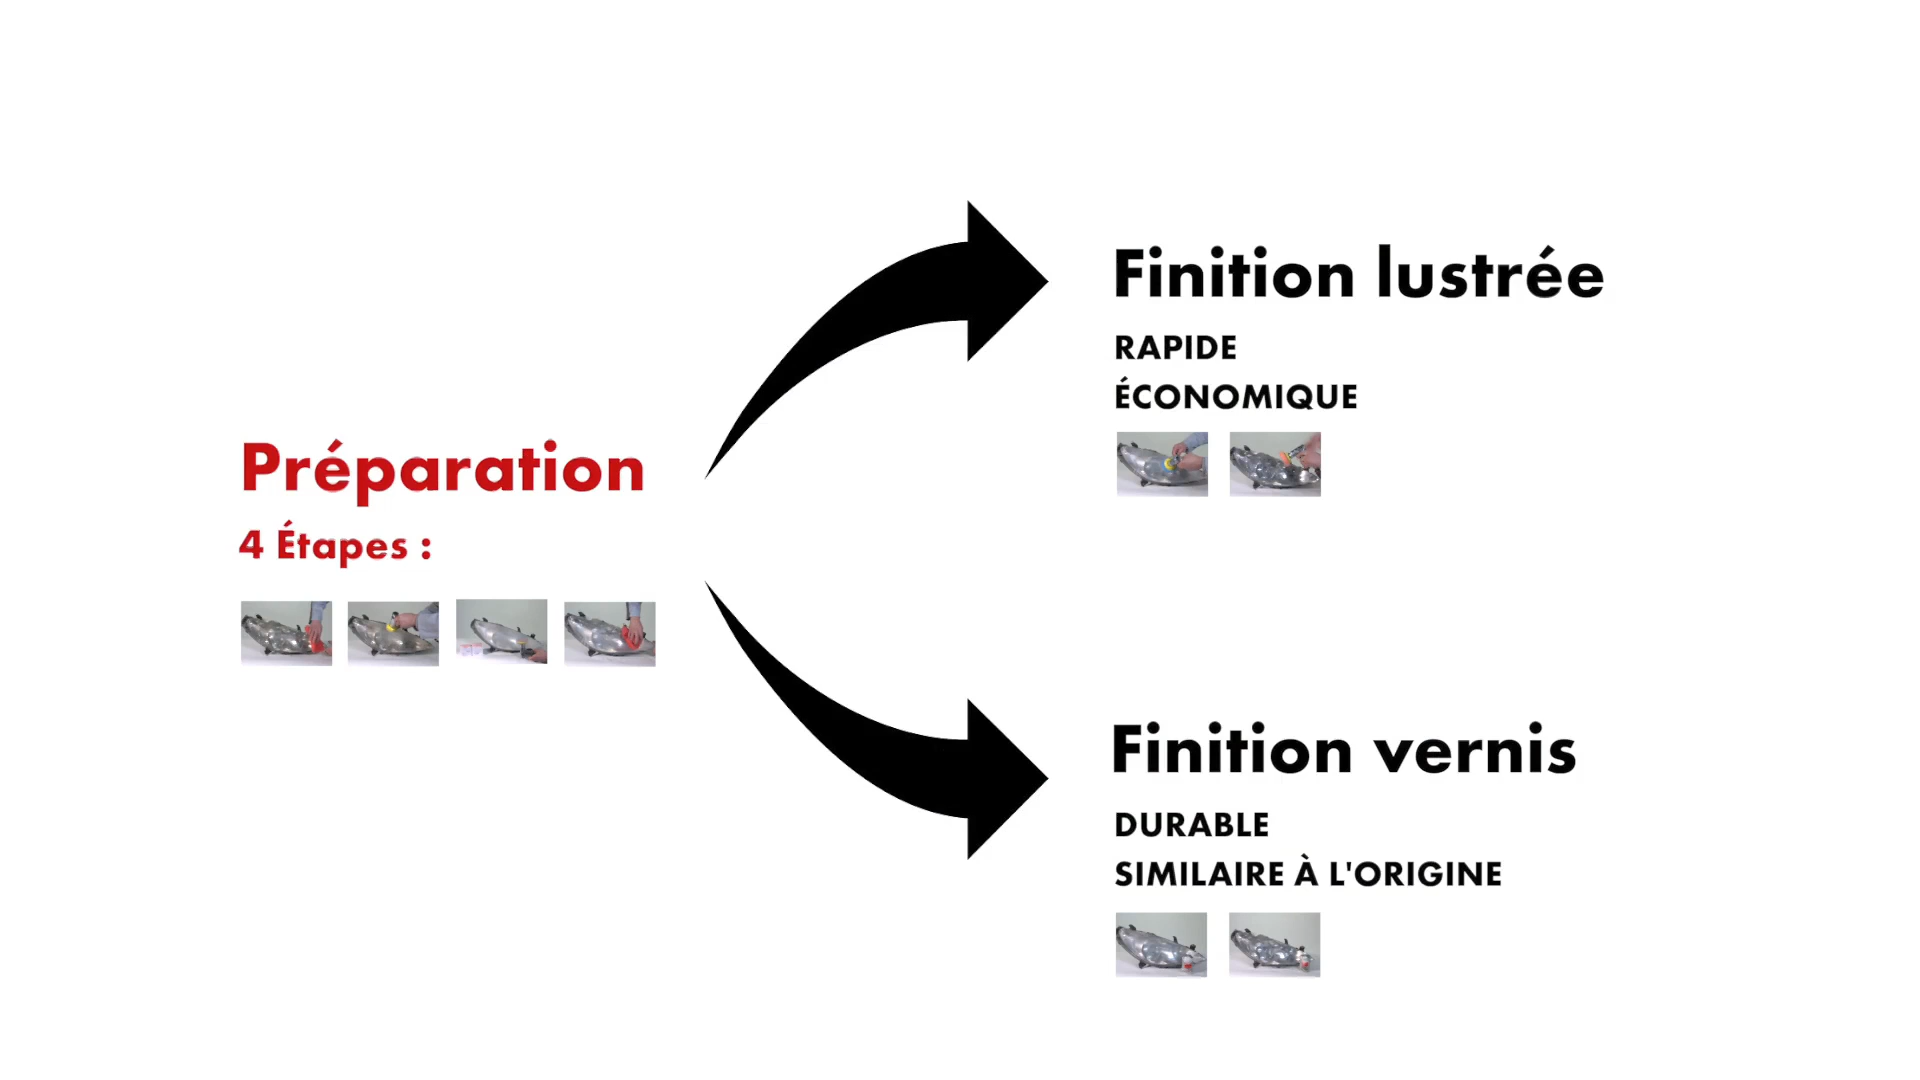 Préparation
4 Étapes :
Finition lustrée
RAPIDE
ÉCONOMIQUE
Finition vernis
DURABLE
SIMILAIRE À L'ORIGINE